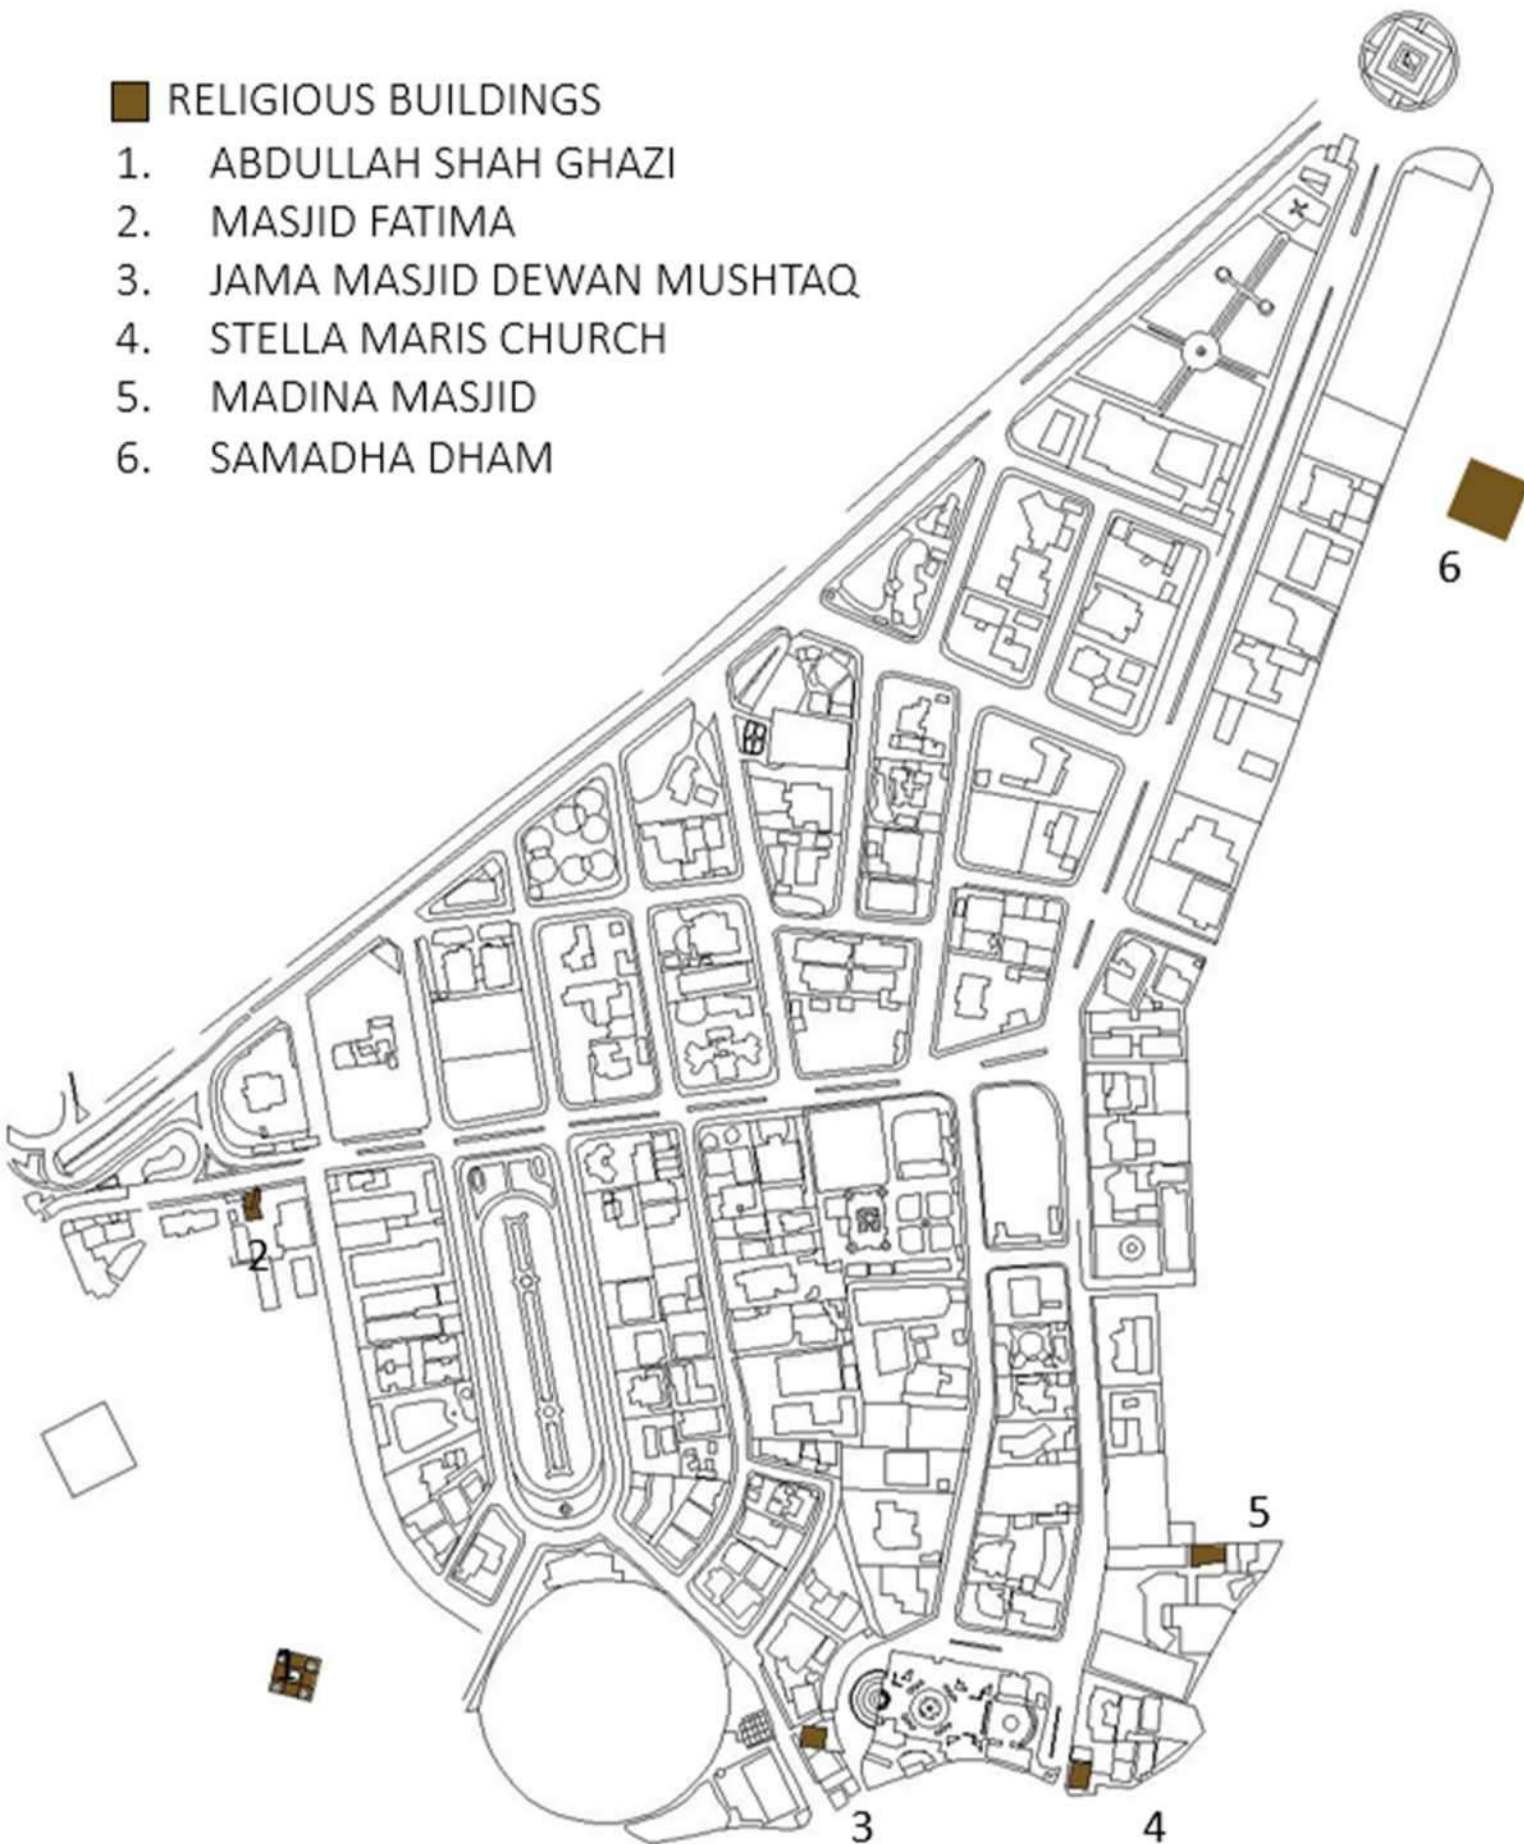 RELIGIOUS BUILDINGS
1. ABDULLAH SHAH GHAZI
2. MASJID FATIMA
3. JAMA MASJID DEWAN MUSHTAQ
4. STELLA MARIS CHURCH
5. MADINA MASJID
6. SAMADHA DHAM
6
2
5
1
3
4